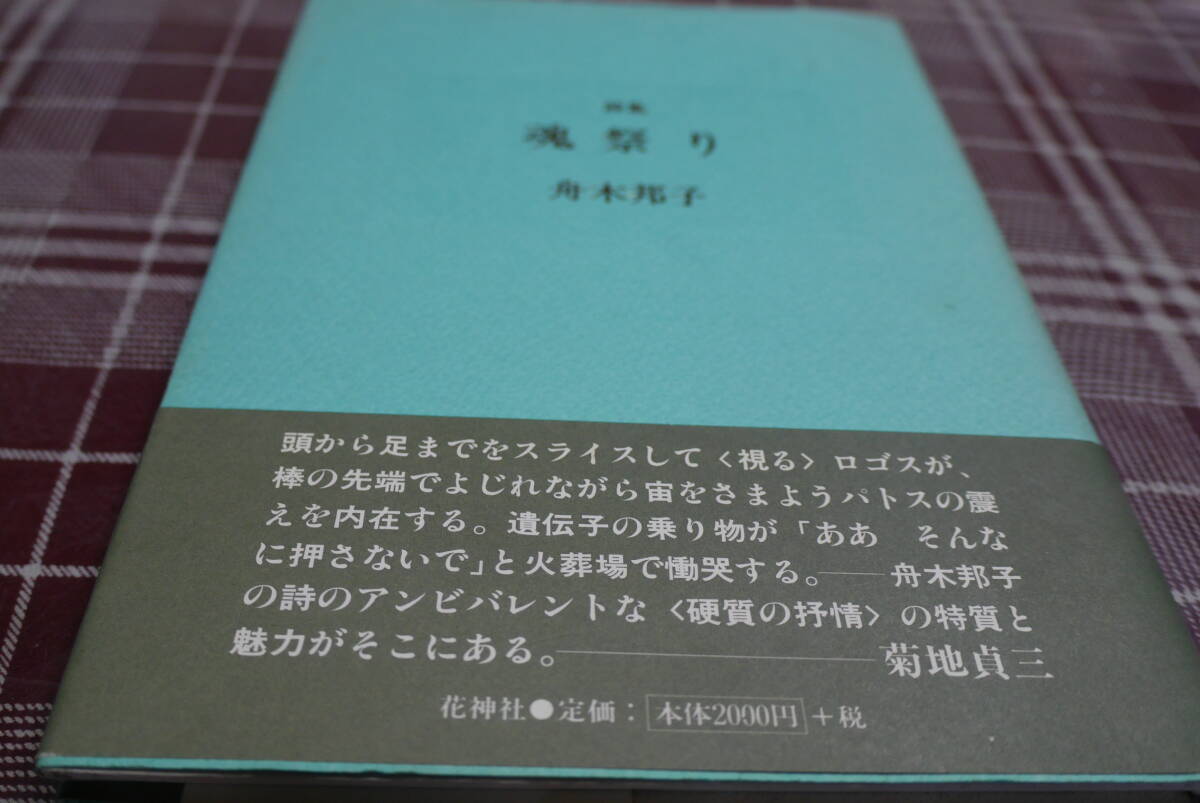 詩集
魂祭り
舟木邦子
頭から足までをスライスして〈視る〉ロゴスが、
棒の先端でよじれながら宙をさまようパトスの震
えを内在する。遺伝子の乗り物が「ああ　そんな
に押さないで」と火葬場で慟哭する。――舟木邦子
の詩のアンビバレントな〈硬質の抒情〉の特質と
魅力がそこにある。――――菊地貞三
花神社●定価：本体2000円＋税